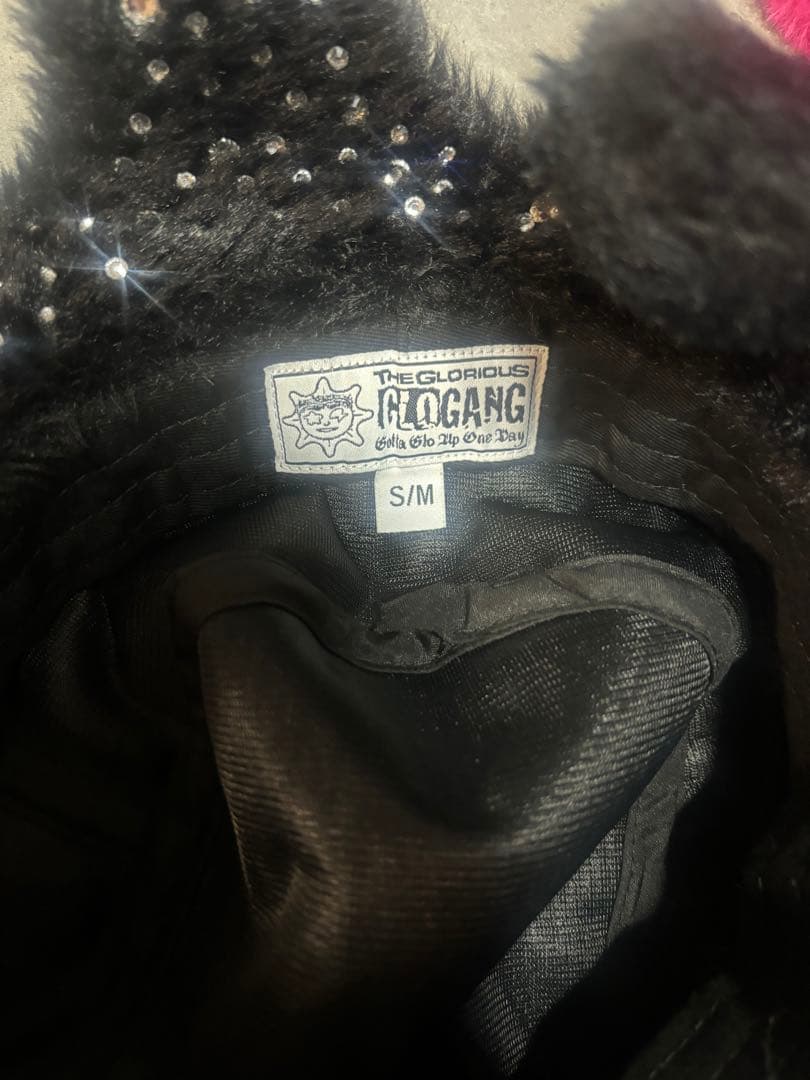 THE GLORIOUS
GLOGANG
Gotta Glo Up One Day
S/M